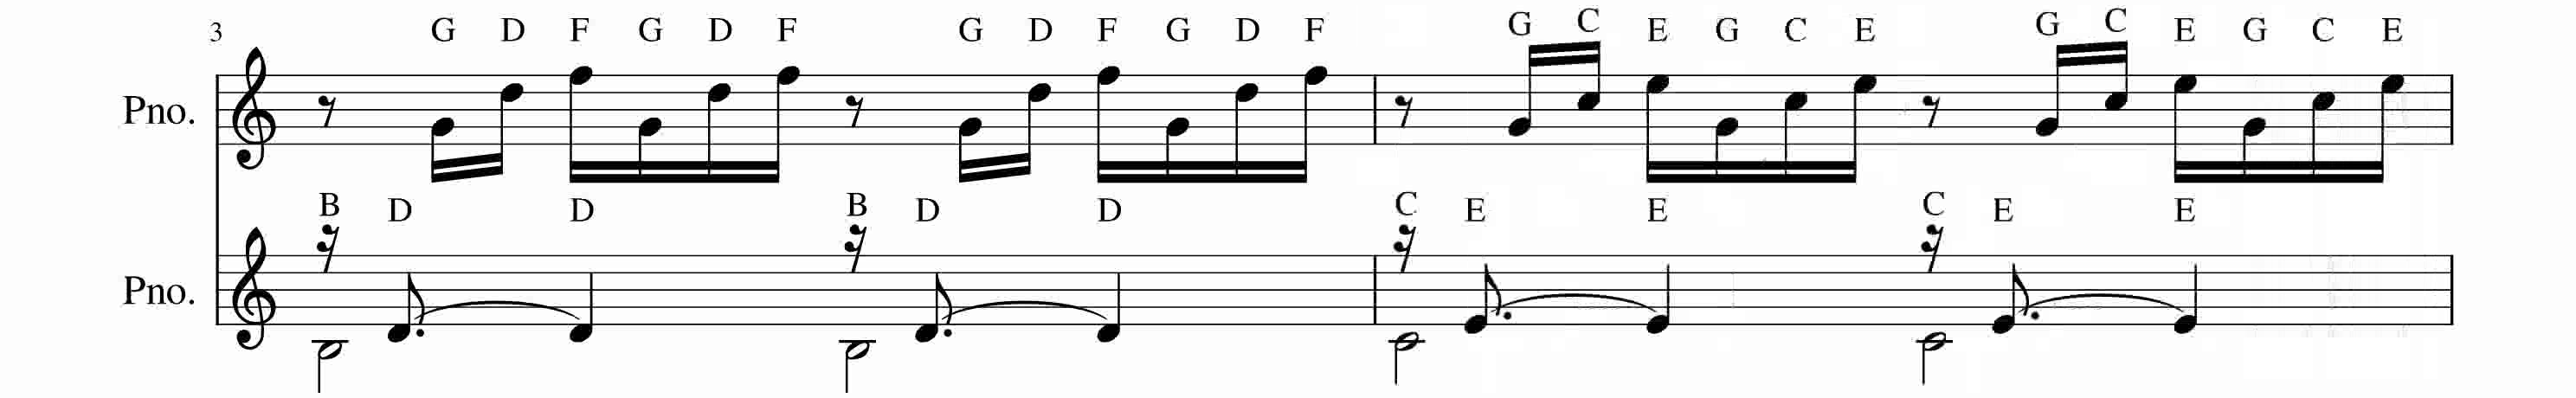 3 G D F G D F G D F G D F G C E G C E G C E G C E
Pno.
B D D B D D C E E C E E
Pno.